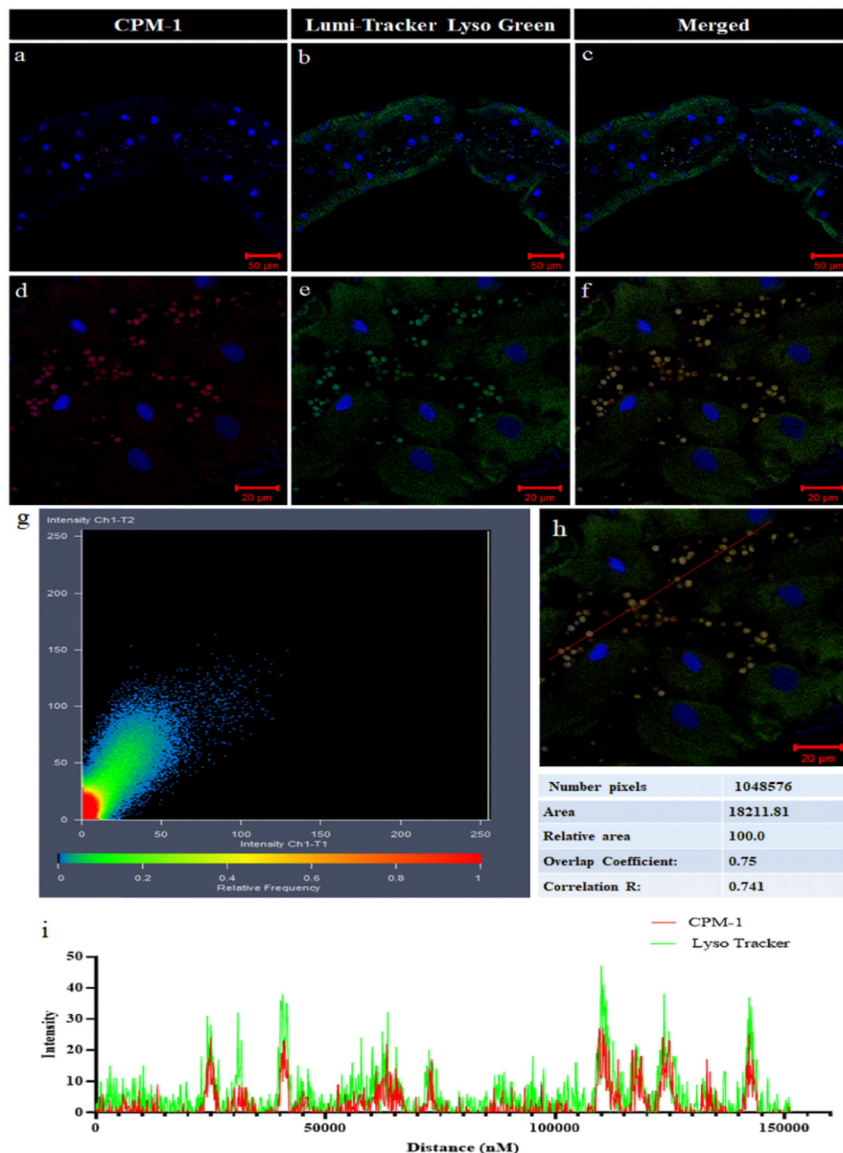 CPM-1 Lumi-Tracker Lyso Green Merged
a b c
50 µm 50 µm 50 µm
d e f
20 µm 20 µm 20 µm
g
Intensity Ch1-T2
250
200
150
100
50
0
0 50 100 150 200 250
Intensity Ch1-T1
0 0.2 0.4 0.6 0.8 1
Relative Frequency
h
20 µm
Number pixels 1048576
Area 18211.81
Relative area 100.0
Overlap Coefficient: 0.75
Correlation R: 0.741
i
CPM-1
Lyso Tracker
Intensity
50
40
30
20
10
0
0 50000 100000 150000
Distance (nM)